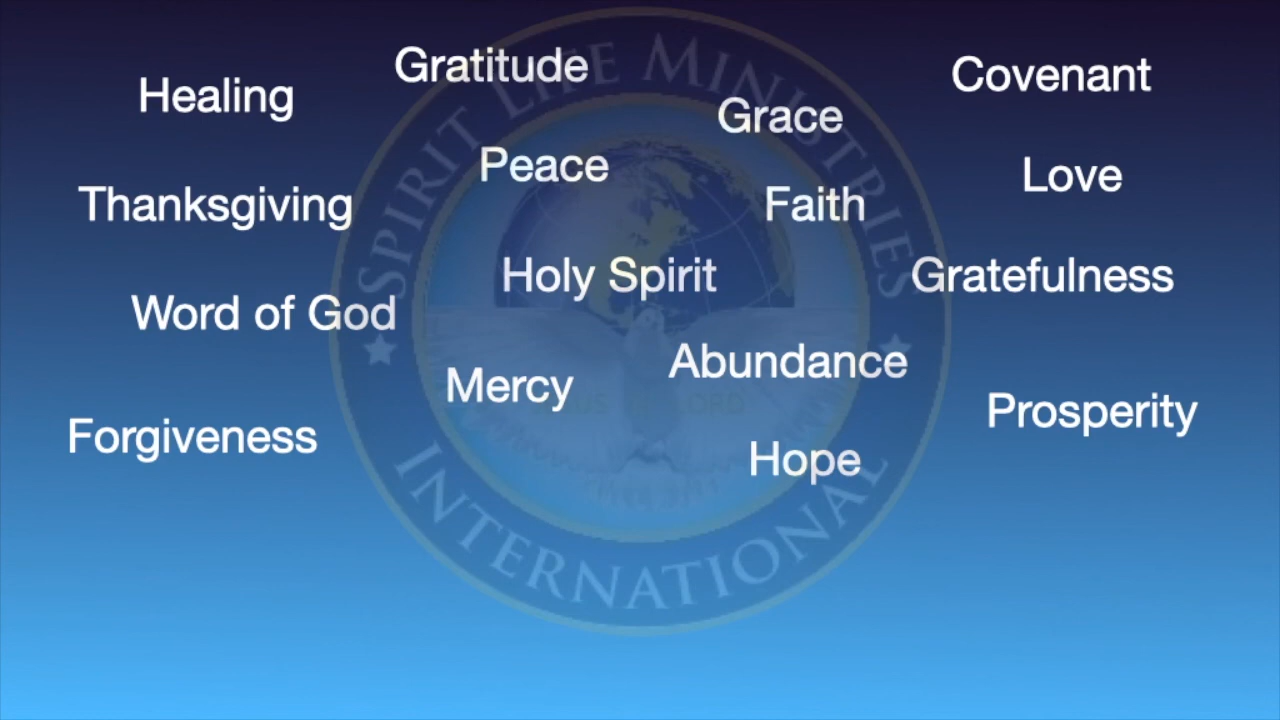 SPIRIT LIFE MINISTRIES
Gratitude
Covenant
Healing
Grace
Peace
Love
Thanksgiving
Faith
Holy Spirit
Gratefulness
Word of God
Abundance
Mercy
Prosperity
Forgiveness
Hope
INTERNATIONAL